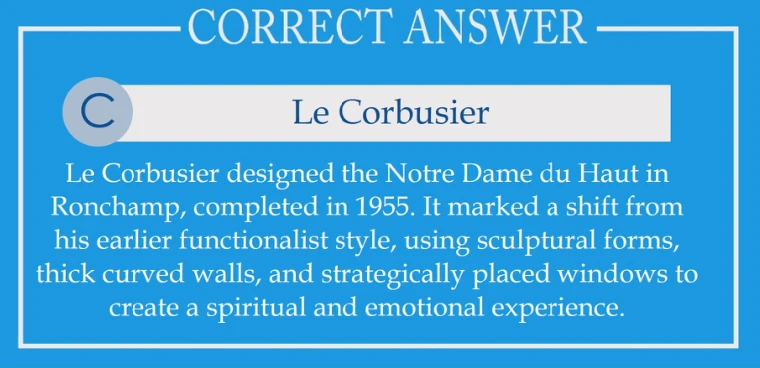 CORRECT ANSWER
C
Le Corbusier
Le Corbusier designed the Notre Dame du Haut in
Ronchamp, completed in 1955. It marked a shift from
his earlier functionalist style, using sculptural forms,
thick curved walls, and strategically placed windows to
create a spiritual and emotional experience.